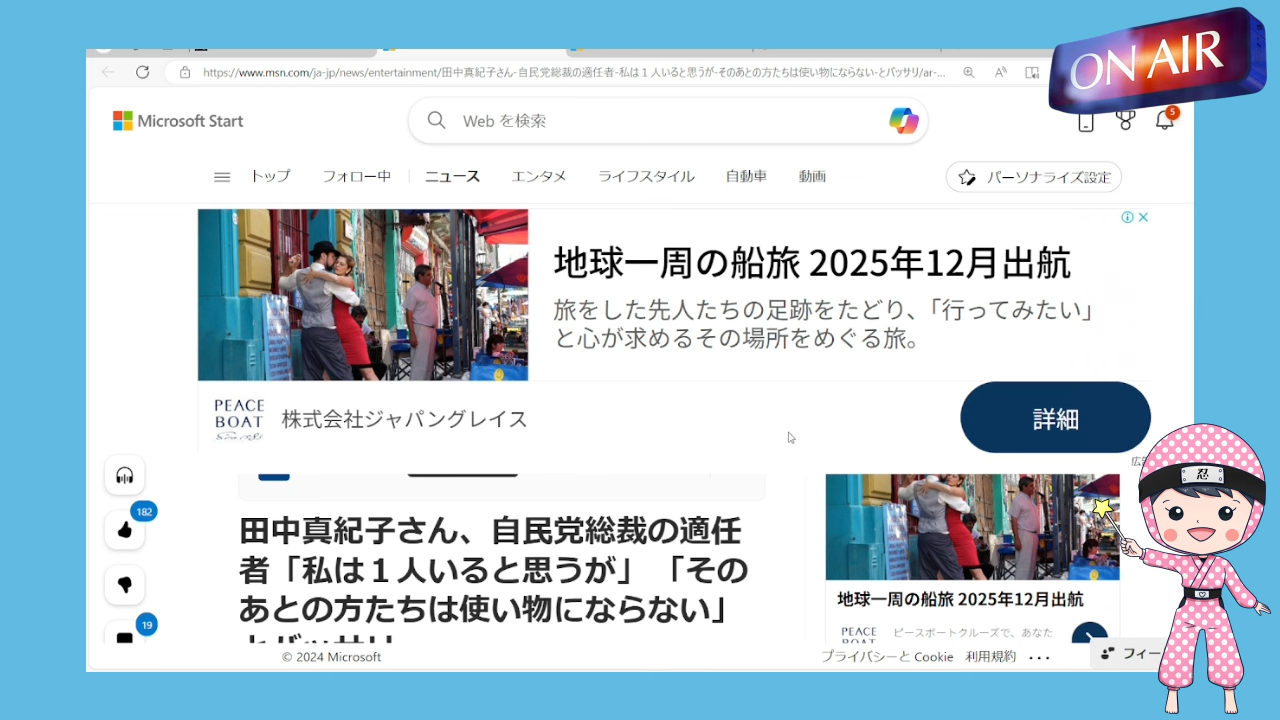 ON AIR
https://www.msn.com/ja-jp/news/entertainment/田中真紀子さん-自民党総裁の適任者-私は１人いると思うが-そのあとの方たちは使い物にならない-とバッサリ/ar-...
Microsoft Start
Web を検索
5
トップ
フォロー中
ニュース
エンタメ
ライフスタイル
自動車
動画
パーソナライズ設定
地球一周の船旅 2025年12月出航
旅をした先人たちの足跡をたどり、「行ってみたい」
と心が求めるその場所をめぐる旅。
PEACE
BOAT
株式会社ジャパングレイス
詳細
182
19
田中真紀子さん、自民党総裁の適任
者「私は１人いると思うが」「その
あとの方たちは使い物にならない」
とバッサリ
地球一周の船旅 2025年12月出航
PEACE
BOAT
ピースボートクルーズで、あなた
忍
© 2024 Microsoft
プライバシーと Cookie
利用規約
フィー